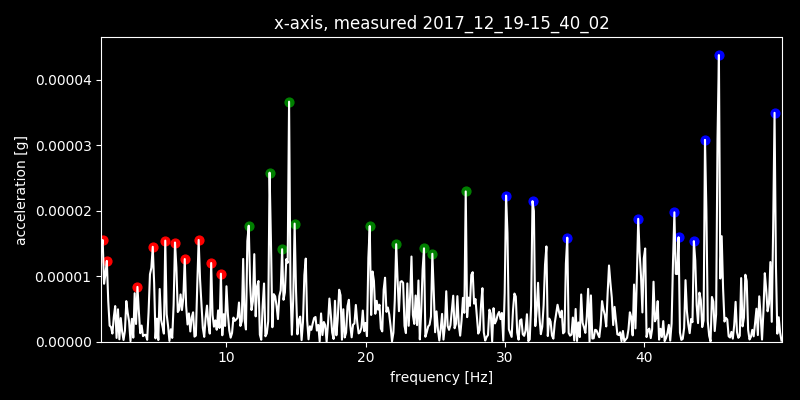 x-axis, measured 2017_12_19-15_40_02
acceleration [g]
0.00004
0.00003
0.00002
0.00001
0.00000
10 20 30 40
frequency [Hz]